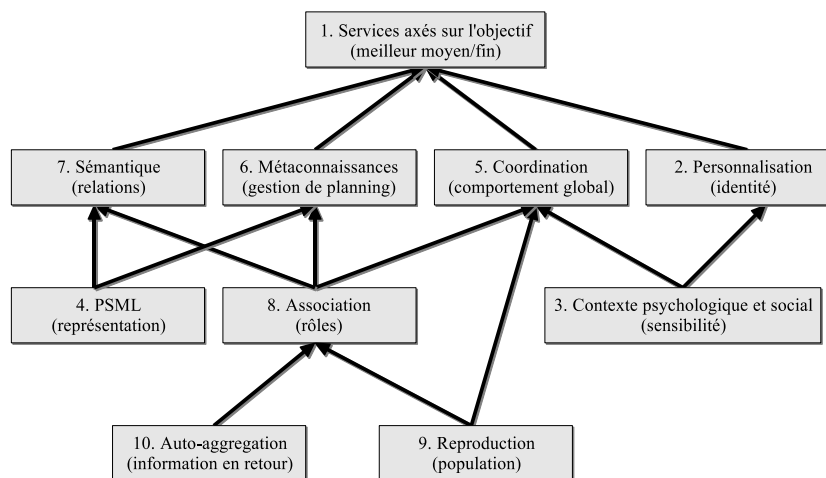 1. Services axés sur l'objectif
(meilleur moyen/fin)
7. Sémantique
(relations)
6. Métaconnaissances
(gestion de planning)
5. Coordination
(comportement global)
2. Personnalisation
(identité)
4. PSML
(représentation)
8. Association
(rôles)
3. Contexte psychologique et social
(sensibilité)
10. Auto-aggregation
(information en retour)
9. Reproduction
(population)